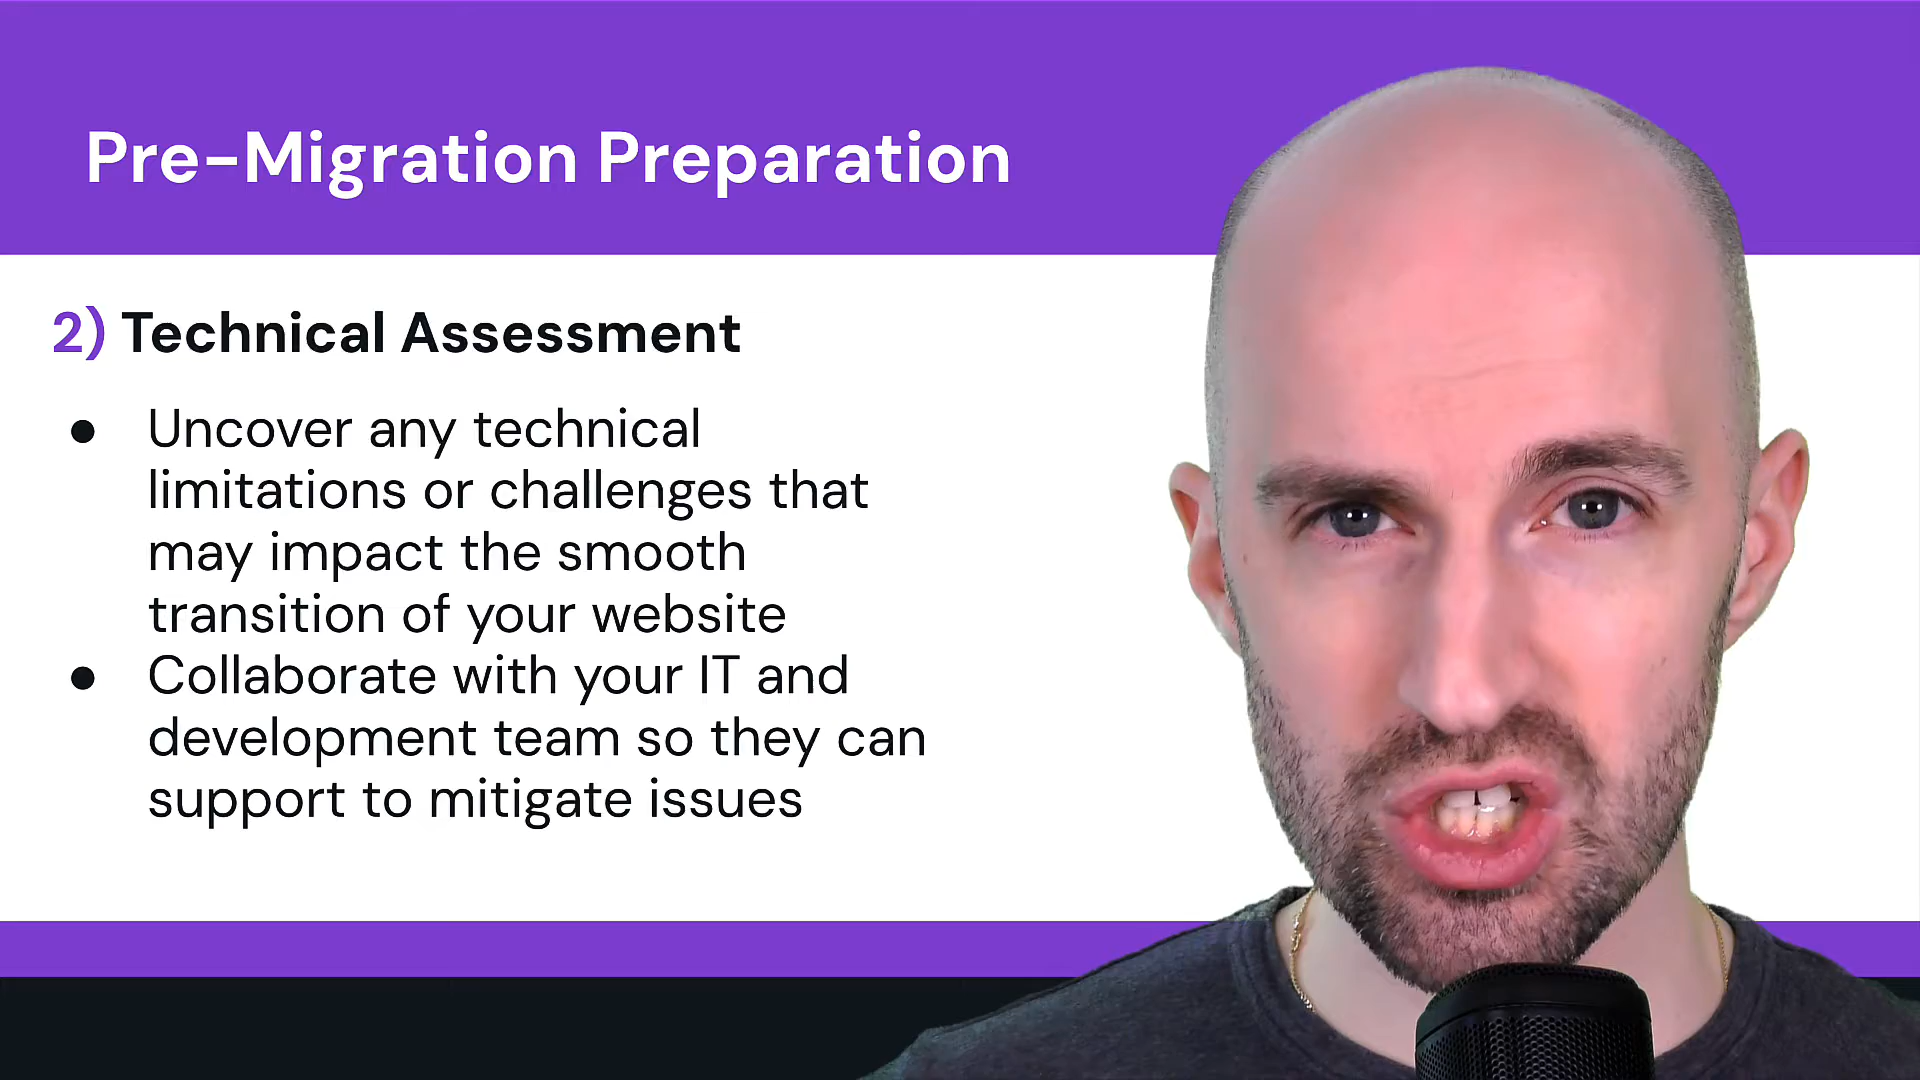 Pre-Migration Preparation
2) Technical Assessment
● Uncover any technical
limitations or challenges that
may impact the smooth
transition of your website
● Collaborate with your IT and
development team so they can
support to mitigate issues